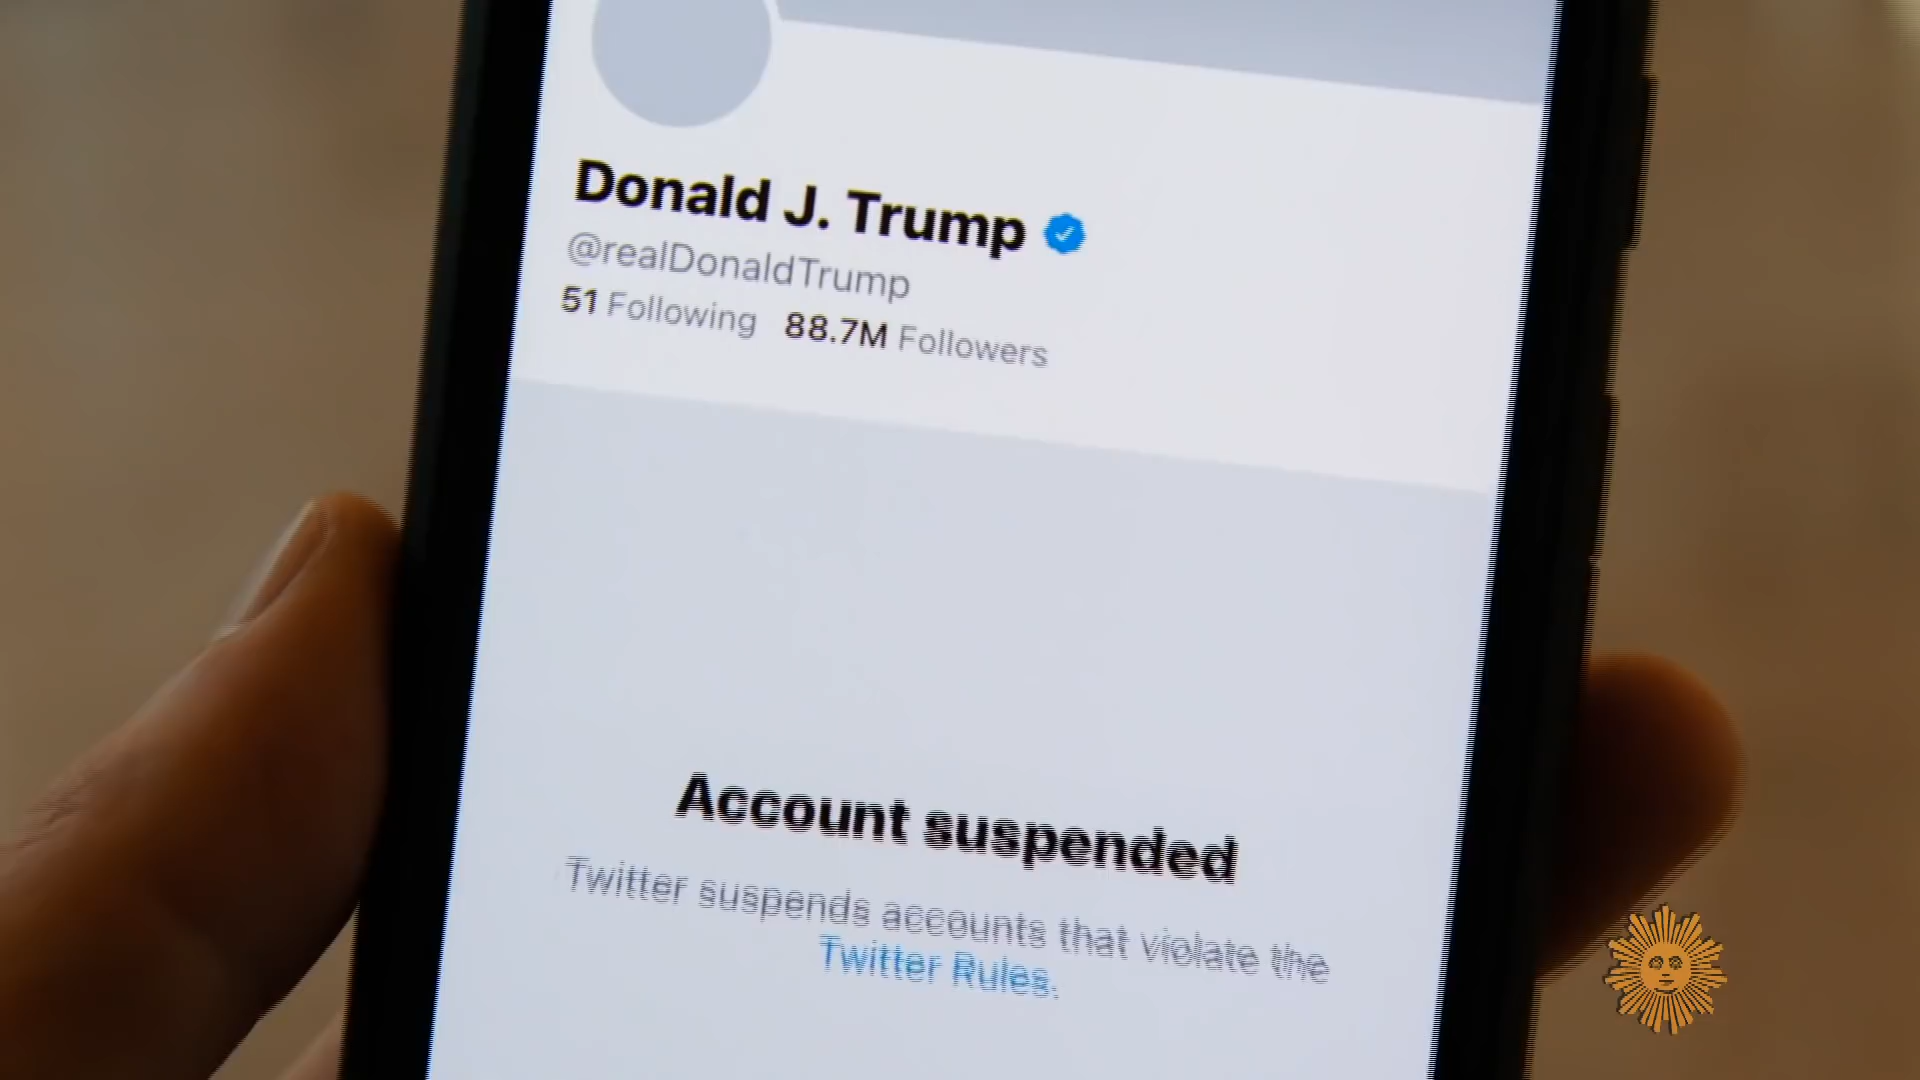 Donald J. Trump
@realDonaldTrump
51 Following 88.7M Followers
Account suspended
Twitter suspends accounts that violate the
Twitter Rules.